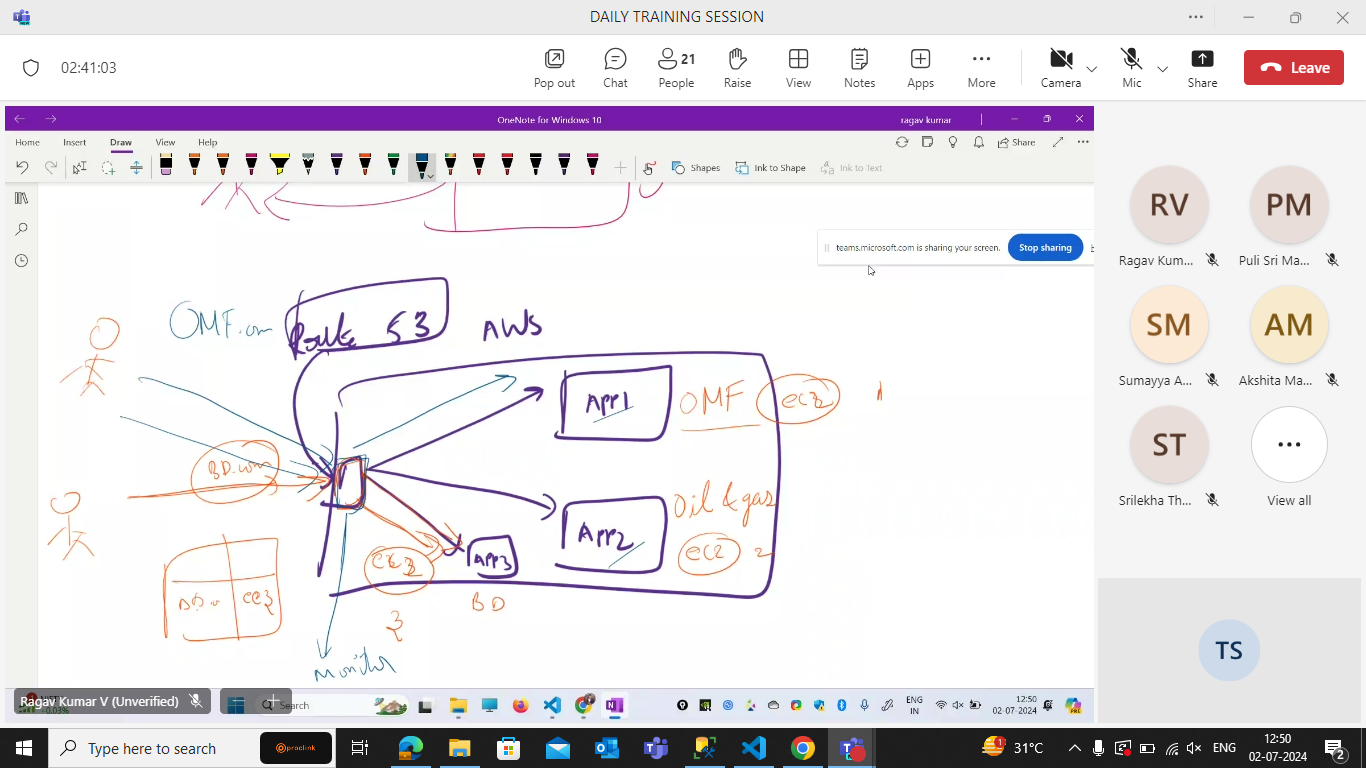 DAILY TRAINING SESSION
02:41:03
Pop out
Chat
21
People
Raise
View
Notes
Apps
More
Camera
Mic
Share
Leave
OneNote for Windows 10
ragav kumar
Home Insert Draw View Help
Share
Shapes
Ink to Shape
Ink to Text
teams.microsoft.com is sharing your screen.
Stop sharing
OMF.com
Route 53
AWS
APP1
OMF
ec2
BD.com
Oil & gas
APP2
ec2 2
APP3
BD
3
Monitor
RV
Ragav Kum...
PM
Puli Sri Ma...
SM
Sumayya A...
AM
Akshita Ma...
ST
Srilekha Th...
View all
TS
Ragav Kumar V (Unverified)
Search
ENG
IN
12:50
02-07-2024
Type here to search
proclink
31°C
ENG
12:50
02-07-2024
2